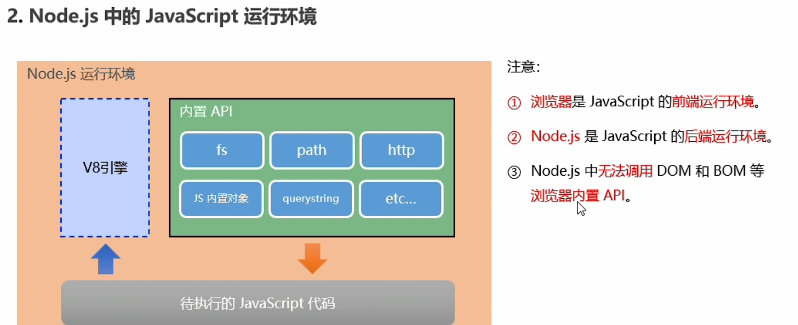 2. Node.js 中的 JavaScript 运行环境
Node.js 运行环境
V8引擎
内置 API
fs
path
http
JS 内置对象
querystring
etc...
待执行的 JavaScript 代码
注意：
① 浏览器是 JavaScript 的前端运行环境。
② Node.js 是 JavaScript 的后端运行环境。
③ Node.js 中无法调用 DOM 和 BOM 等
浏览器内置 API。